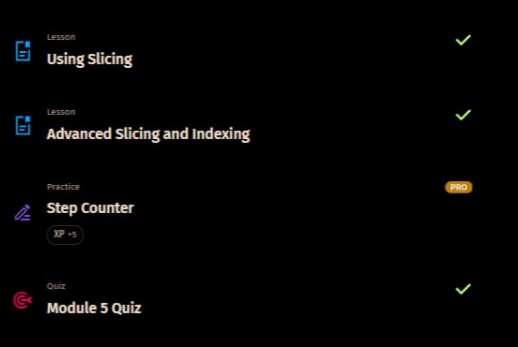 Lesson
Using Slicing
Lesson
Advanced Slicing and Indexing
Practice
PRO
Step Counter
XP +5
Quiz
Module 5 Quiz